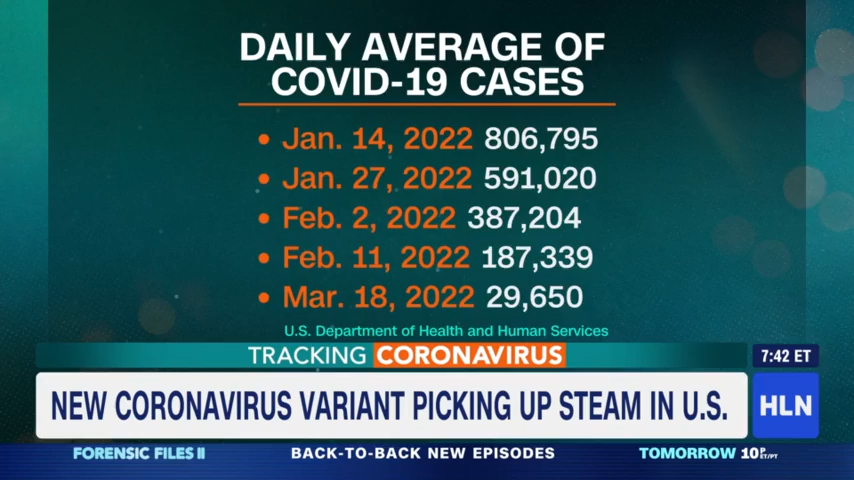 DAILY AVERAGE OF
COVID-19 CASES
• Jan. 14, 2022 806,795
• Jan. 27, 2022 591,020
• Feb. 2, 2022 387,204
• Feb. 11, 2022 187,339
• Mar. 18, 2022 29,650
U.S. Department of Health and Human Services
TRACKING CORONAVIRUS 7:42 ET
NEW CORONAVIRUS VARIANT PICKING UP STEAM IN U.S. HLN
FORENSIC FILES II BACK-TO-BACK NEW EPISODES TOMORROW 10P ET/PT